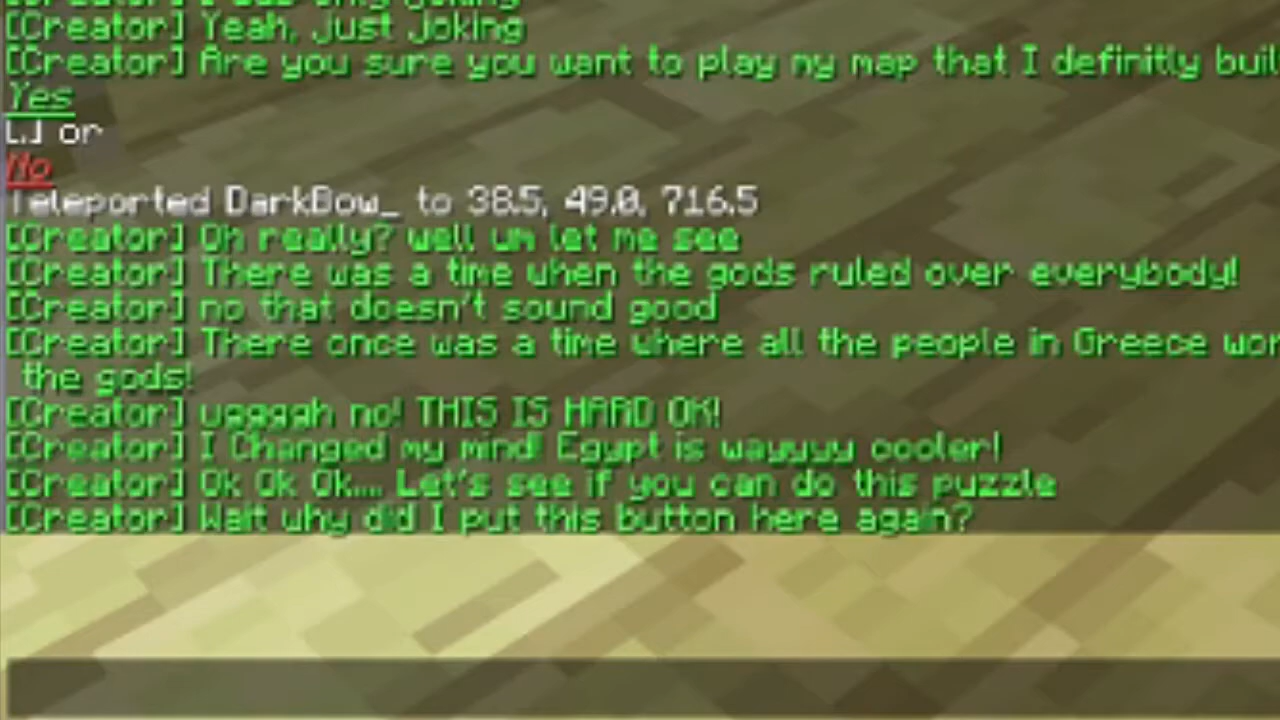 [Creator] I was only joking
[Creator] Yeah, just joking
[Creator] Are you sure you want to play my map that I definitly buil
Yes
[.] or
No
Teleported DarkBow_ to 38.5, 49.0, 716.5
[Creator] Oh really? well um let me see
[Creator] There was a time when the gods ruled over everybody!
[Creator] no that doesn't sound good
[Creator] There once was a time where all the people in Greece wor
the gods!
[Creator] uggggh no! THIS IS HARD OK!
[Creator] I Changed my mind! Egypt is wayyyy cooler!
[Creator] Ok Ok Ok.... Let's see if you can do this puzzle
[Creator] Wait why did I put this button here again?